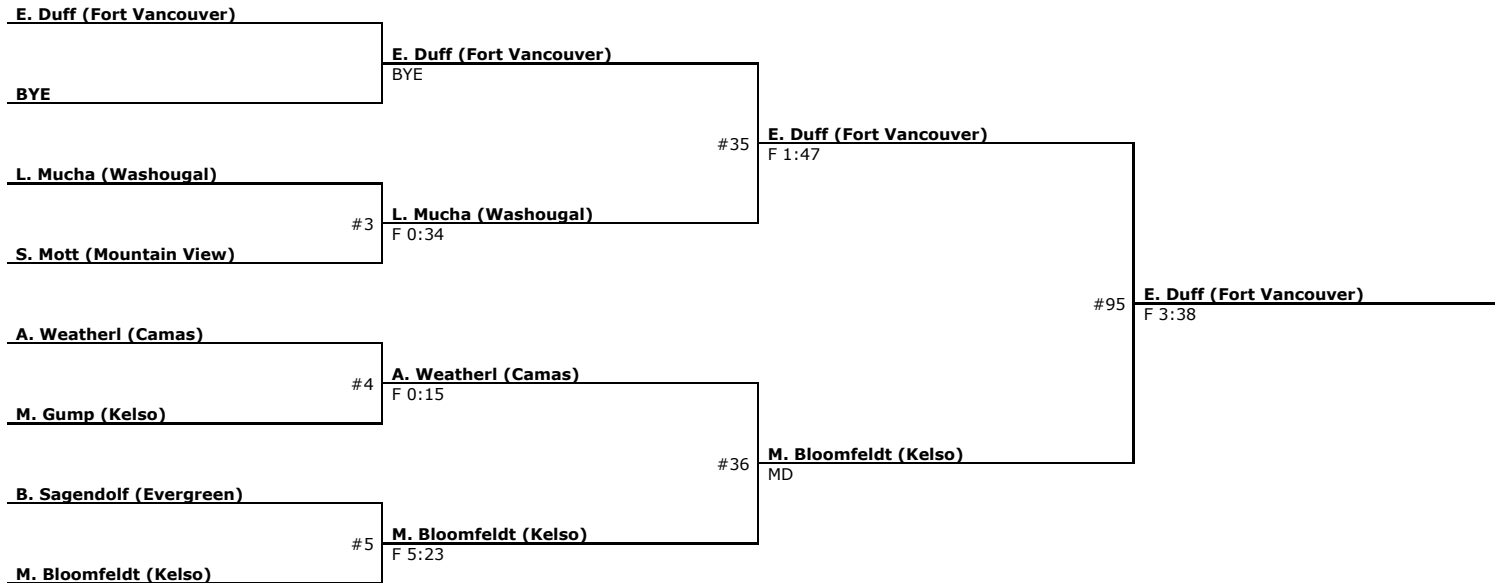 E. Duff (Fort Vancouver)
E. Duff (Fort Vancouver)
BYE
BYE
#35
E. Duff (Fort Vancouver)
F 1:47
L. Mucha (Washougal)
#3
L. Mucha (Washougal)
F 0:34
S. Mott (Mountain View)
#95
E. Duff (Fort Vancouver)
F 3:38
A. Weatherl (Camas)
#4
A. Weatherl (Camas)
F 0:15
M. Gump (Kelso)
#36
M. Bloomfeldt (Kelso)
MD
B. Sagendolf (Evergreen)
#5
M. Bloomfeldt (Kelso)
F 5:23
M. Bloomfeldt (Kelso)